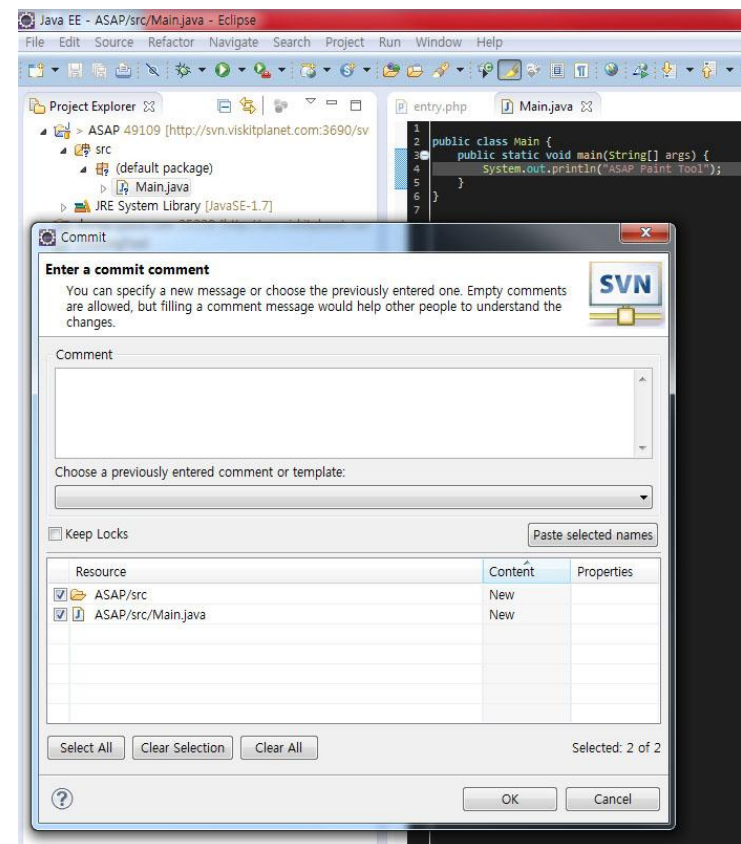 Java EE - ASAP/src/Main.java - Eclipse
File Edit Source Refactor Navigate Search Project Run Window Help
Project Explorer
entry.php
Main.java
> ASAP 49109 [http://svn.viskitplanet.com:3690/sv
src
(default package)
Main.java
JRE System Library [JavaSE-1.7]
1
2 public class Main {
3 public static void main(String[] args) {
4 System.out.println("ASAP Paint Tool");
5 }
6 }
7
Commit
Enter a commit comment
You can specify a new message or choose the previously entered one. Empty comments
are allowed, but filling a comment message would help other people to understand the
changes.
SVN
Comment
Choose a previously entered comment or template:
Keep Locks
Paste selected names
Resource Content Properties
ASAP/src New
ASAP/src/Main.java New
Select All Clear Selection Clear All Selected: 2 of 2
OK Cancel